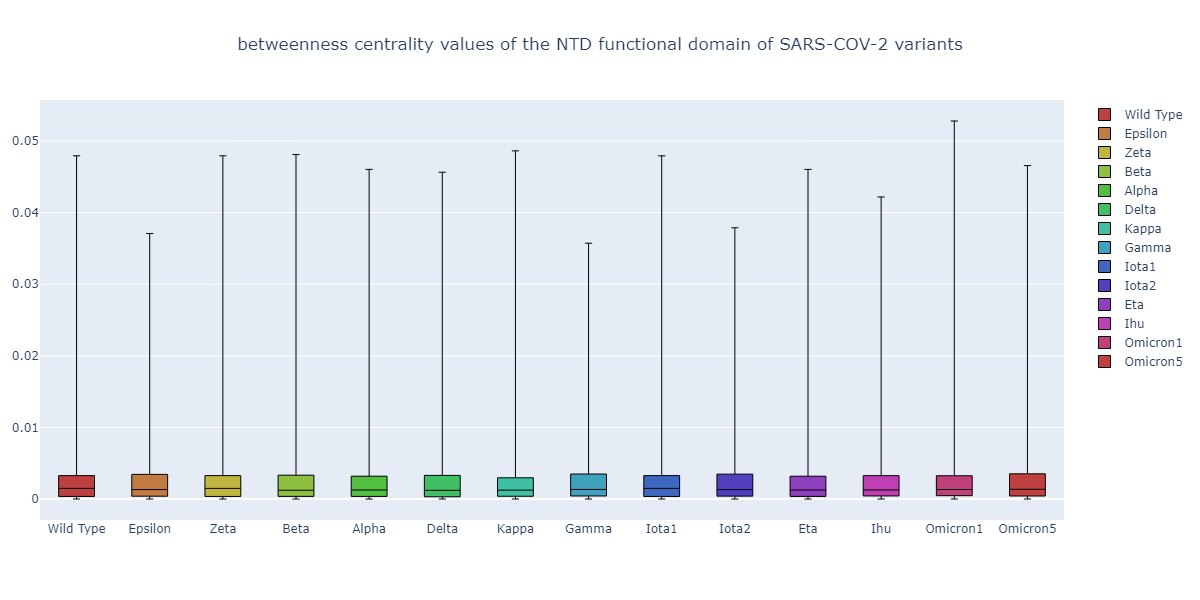 betweenness centrality values of the NTD functional domain of SARS-COV-2 variants
0.05
0.04
0.03
0.02
0.01
0
Wild Type
Epsilon
Zeta
Beta
Alpha
Delta
Kappa
Gamma
Iota1
Iota2
Eta
Ihu
Omicron1
Omicron5
Wild Type
Epsilon
Zeta
Beta
Alpha
Delta
Kappa
Gamma
Iota1
Iota2
Eta
Ihu
Omicron1
Omicron5